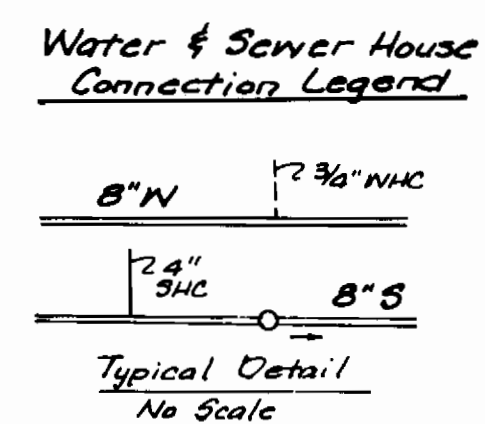 Water & Sewer House
Connection Legend
3/4" WHC
8" W
4"
SHC
8" S
Typical Detail
No Scale